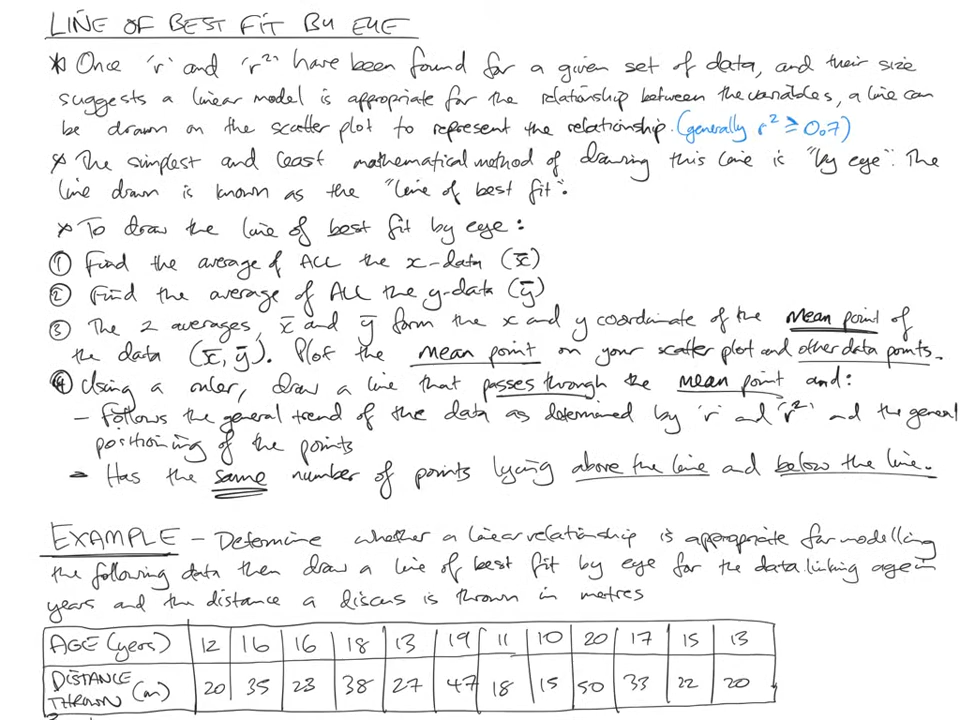 LINE OF BEST FIT BY EYE
* Once 'r' and 'r²' have been found for a given set of data, and their size
suggests a linear model is appropriate for the relationship between the variables, a line can
be drawn on the scatter plot to represent the relationship. (generally r² ≥ 0.7)
* The simplest and least mathematical method of drawing this line is "by eye". The
line drawn is known as the "line of best fit".
* To draw the line of best fit by eye:
① Find the average of ALL the x-data (x̄)
② Find the average of ALL the y-data (ȳ)
③ The 2 averages, x̄ and ȳ form the x and y coordinate of the mean point of
the data (x̄, ȳ). Plot the mean point on your scatter plot and other data points.
④ Using a ruler, draw a line that passes through the mean point and:
- Follows the general trend of the data as determined by 'r' and 'r²' and the general
positioning of the points
- Has the same number of points lycing above the line and below the line.
EXAMPLE - Determine whether a linear relationship is appropriate for modelling
the following data then draw a line of best fit by eye for the data linking age in
years and the distance a discus is thrown in metres
AGE (years) 12 16 16 18 13 19 11 10 20 17 15 13
DISTANCE THROWN (m) 20 35 23 38 27 47 18 15 50 33 22 20